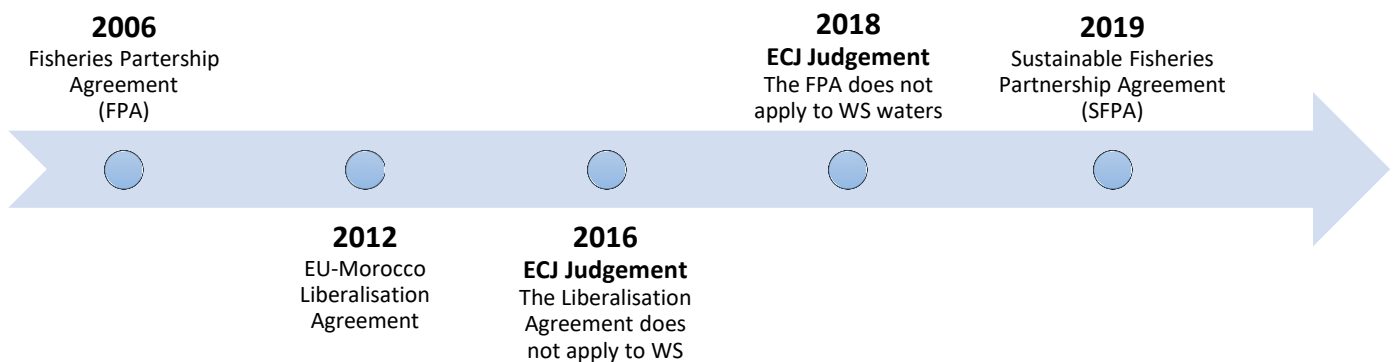 2006
Fisheries Partership
Agreement
(FPA)
2012
EU-Morocco
Liberalisation
Agreement
2016
ECJ Judgement
The Liberalisation
Agreement does
not apply to WS
2018
ECJ Judgement
The FPA does not
apply to WS waters
2019
Sustainable Fisheries
Partnership Agreement
(SFPA)